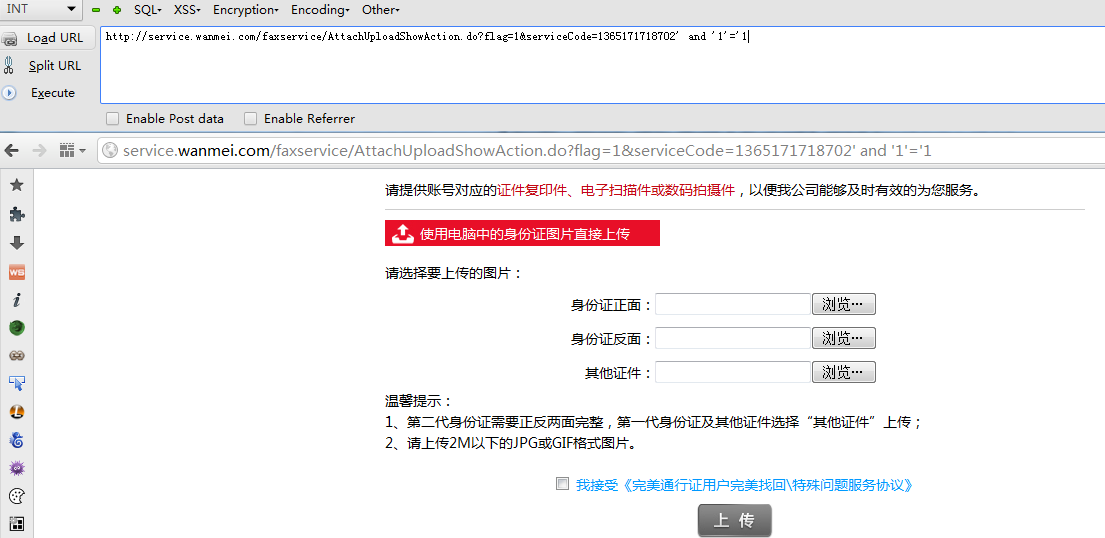 INT SQL- XSS- Encryption- Encoding- Other-
Load URL
http://service.wanmei.com/faxservice/AttachUploadShowAction.do?flag=1&serviceCode=1365171718702' and '1'='1
Split URL
Execute
Enable Post data Enable Referrer
service.wanmei.com/faxservice/AttachUploadShowAction.do?flag=1&serviceCode=1365171718702' and '1'='1
请提供账号对应的证件复印件、电子扫描件或数码拍摄件，以便我公司能够及时有效的为您服务。
使用电脑中的身份证图片直接上传
请选择要上传的图片：
身份证正面： 浏览…
身份证反面： 浏览…
其他证件： 浏览…
温馨提示：
1、第二代身份证需要正反两面完整，第一代身份证及其他证件选择“其他证件”上传；
2、请上传2M以下的JPG或GIF格式图片。
我接受《完美通行证用户完美找回\特殊问题服务协议》
上 传